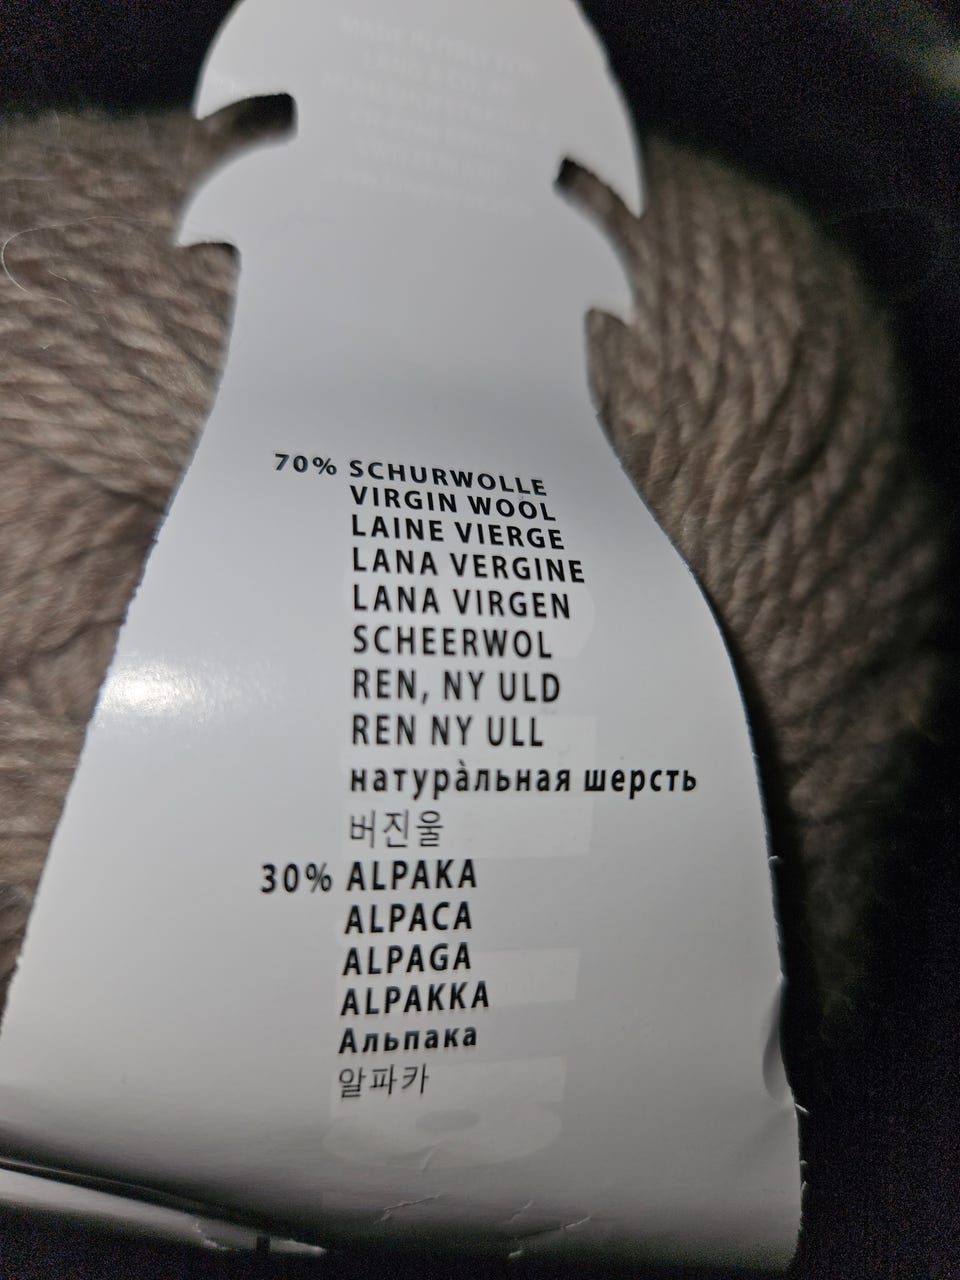 70% SCHURWOLLE
VIRGIN WOOL
LAINE VIERGE
LANA VERGINE
LANA VIRGEN
SCHEERWOL
REN, NY ULD
REN NY ULL
натурàльная шерсть
버진울
30% ALPAKA
ALPACA
ALPAGA
ALPAKKA
Альпака
알파카